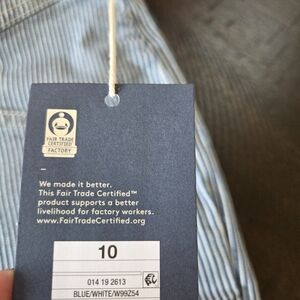 FAIR TRADE
CERTIFIED
FACTORY
We made it better.
This Fair Trade Certified™
product supports a better
livelihood for factory workers.
www.FairTradeCertified.org
10
014 19 2613
BLUE/WHITE/W99Z54